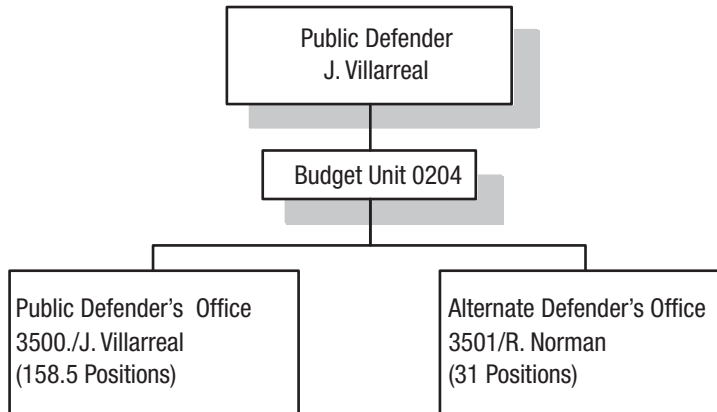 Public Defender
J. Villarreal
Budget Unit 0204
Public Defender’s Office
3500./J. Villarreal
(158.5 Positions)
Alternate Defender’s Office
3501/R. Norman
(31 Positions)